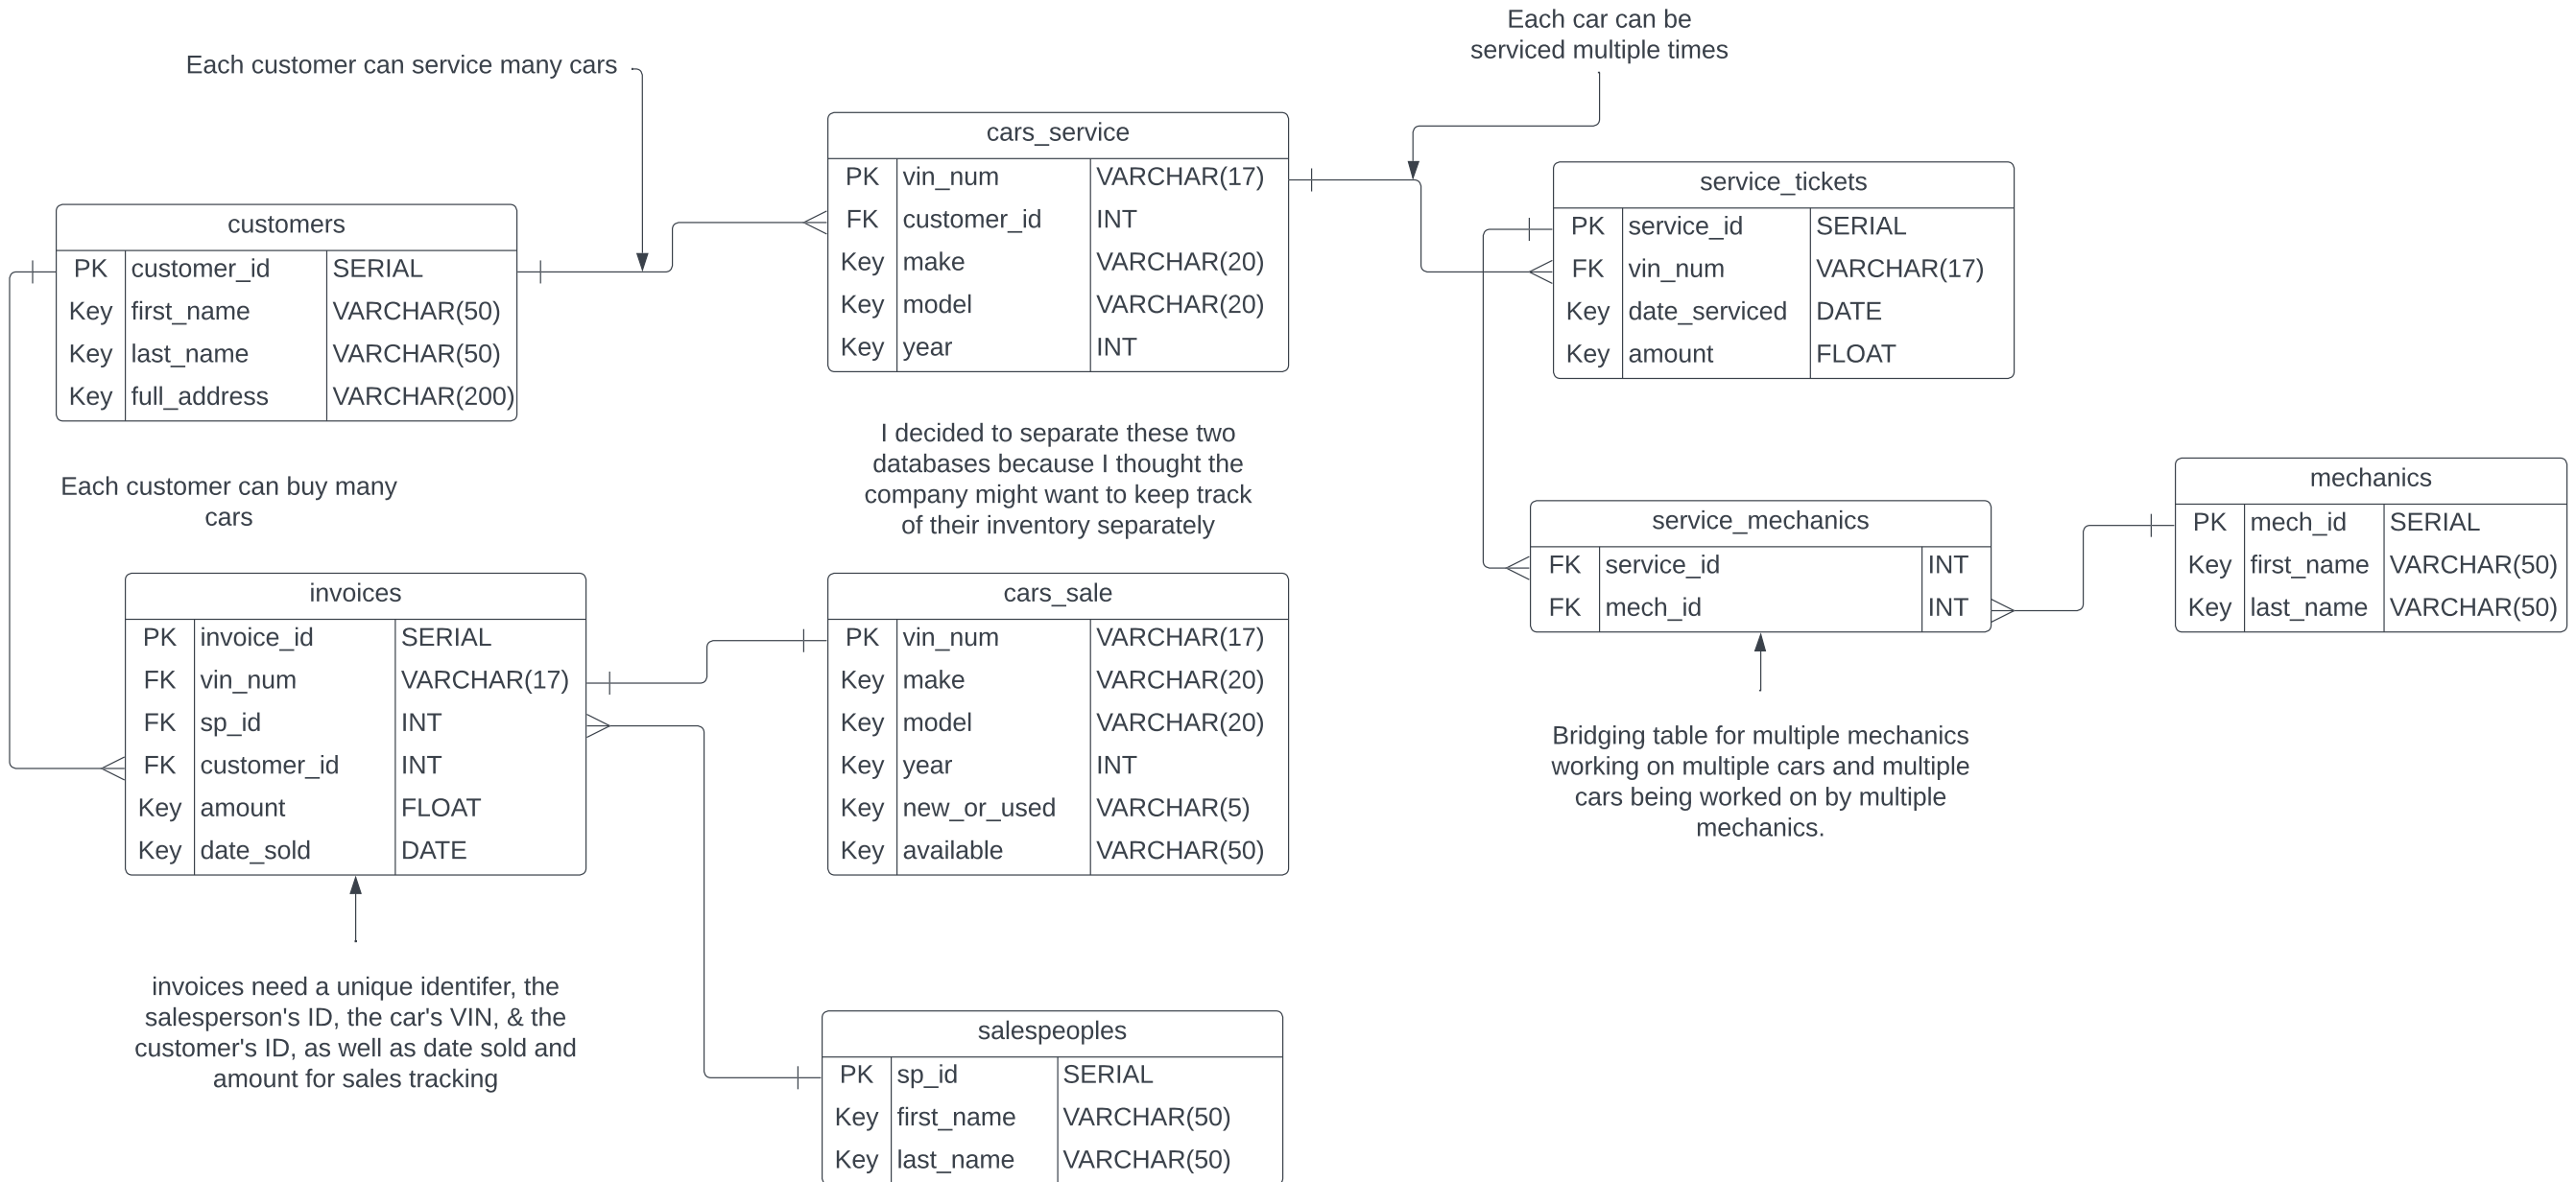 Each car can be
serviced multiple times
Each customer can service many cars
cars_service
PK vin_num VARCHAR(17)
FK customer_id INT
Key make VARCHAR(20)
Key model VARCHAR(20)
Key year INT
service_tickets
PK service_id SERIAL
FK vin_num VARCHAR(17)
Key date_serviced DATE
Key amount FLOAT
customers
PK customer_id SERIAL
Key first_name VARCHAR(50)
Key last_name VARCHAR(50)
Key full_address VARCHAR(200)
I decided to separate these two
databases because I thought the
company might want to keep track
of their inventory separately
Each customer can buy many
cars
mechanics
PK mech_id SERIAL
Key first_name VARCHAR(50)
Key last_name VARCHAR(50)
service_mechanics
FK service_id INT
FK mech_id INT
invoices
PK invoice_id SERIAL
FK vin_num VARCHAR(17)
FK sp_id INT
FK customer_id INT
Key amount FLOAT
Key date_sold DATE
cars_sale
PK vin_num VARCHAR(17)
Key make VARCHAR(20)
Key model VARCHAR(20)
Key year INT
Key new_or_used VARCHAR(5)
Key available VARCHAR(50)
Bridging table for multiple mechanics
working on multiple cars and multiple
cars being worked on by multiple
mechanics.
invoices need a unique identifer, the
salesperson's ID, the car's VIN, & the
customer's ID, as well as date sold and
amount for sales tracking
salespeoples
PK sp_id SERIAL
Key first_name VARCHAR(50)
Key last_name VARCHAR(50)